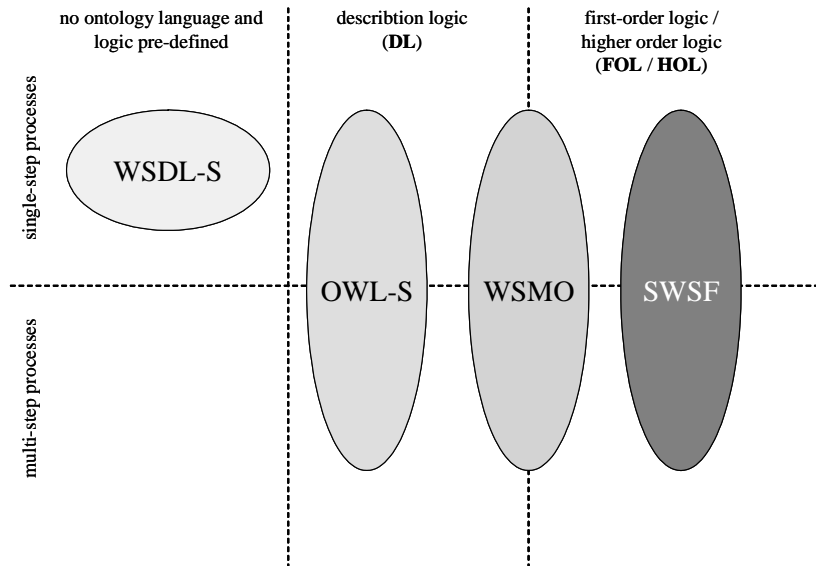 no ontology language and
logic pre-defined
describtion logic
(DL)
first-order logic /
higher order logic
(FOL / HOL)
single-step processes
WSDL-S
OWL-S
WSMO
SWSF
multi-step processes